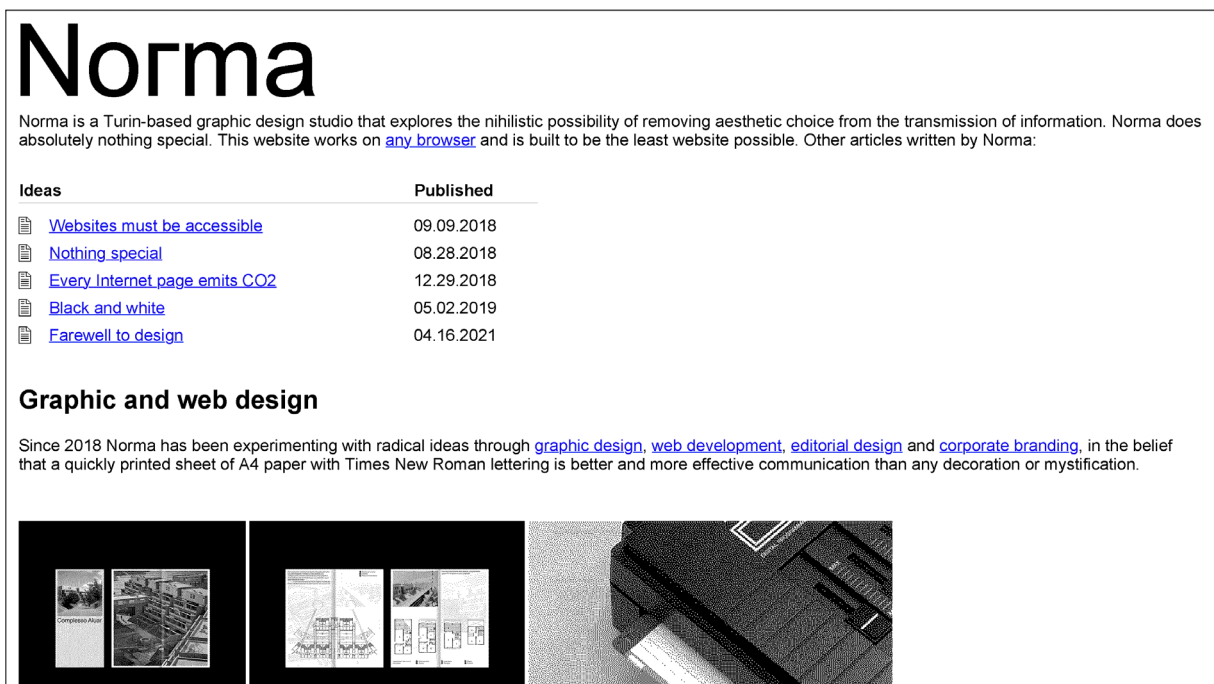 Norma
Norma is a Turin-based graphic design studio that explores the nihilistic possibility of removing aesthetic choice from the transmission of information. Norma does
absolutely nothing special. This website works on any browser and is built to be the least website possible. Other articles written by Norma:
Ideas Published
Websites must be accessible 09.09.2018
Nothing special 08.28.2018
Every Internet page emits CO2 12.29.2018
Black and white 05.02.2019
Farewell to design 04.16.2021
Graphic and web design
Since 2018 Norma has been experimenting with radical ideas through graphic design, web development, editorial design and corporate branding, in the belief
that a quickly printed sheet of A4 paper with Times New Roman lettering is better and more effective communication than any decoration or mystification.
Complesso Aluar